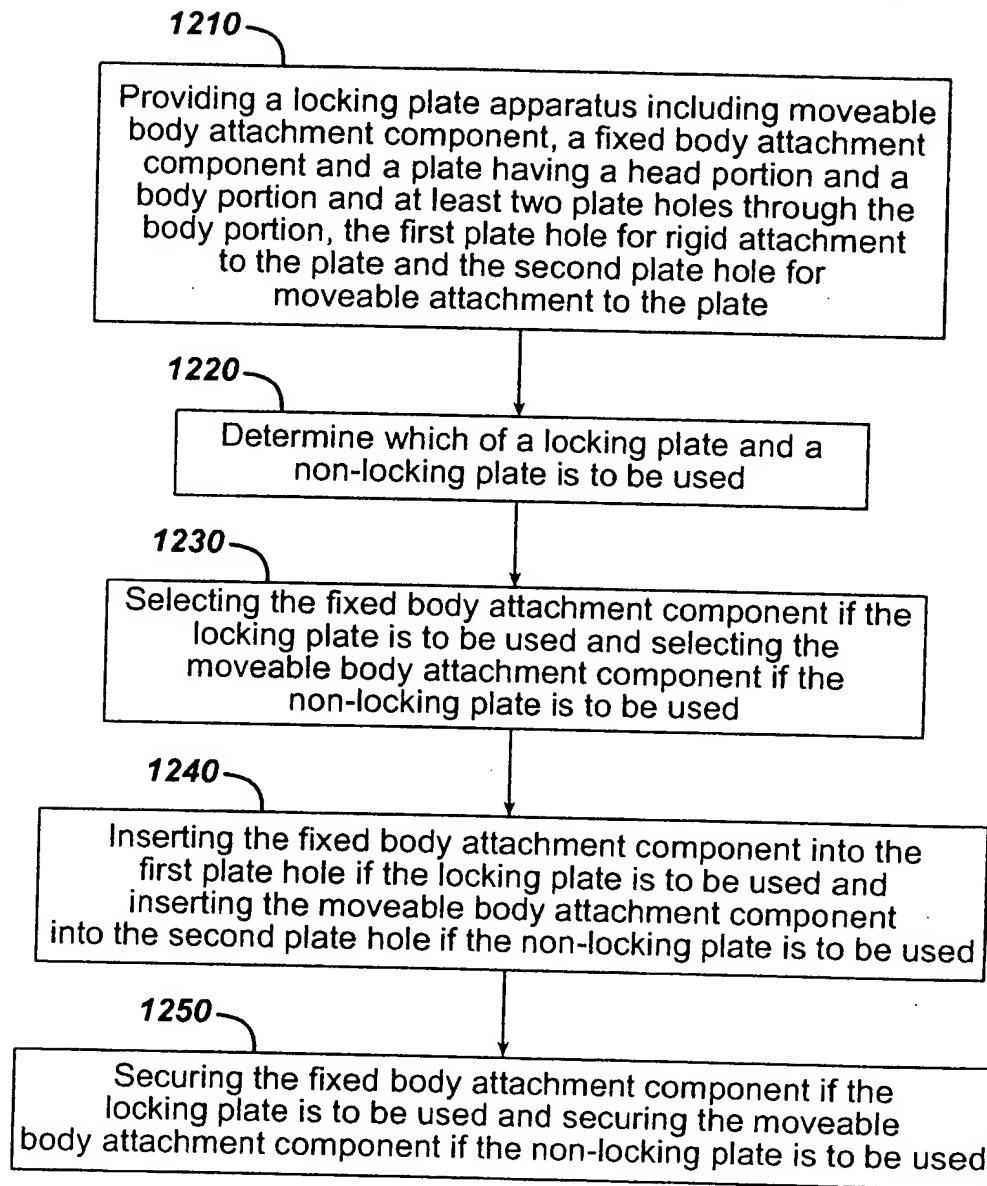 1210
Providing a locking plate apparatus including moveable
body attachment component, a fixed body attachment
component and a plate having a head portion and a
body portion and at least two plate holes through the
body portion, the first plate hole for rigid attachment
to the plate and the second plate hole for
moveable attachment to the plate
1220
Determine which of a locking plate and a
non-locking plate is to be used
1230
Selecting the fixed body attachment component if the
locking plate is to be used and selecting the
moveable body attachment component if the
non-locking plate is to be used
1240
Inserting the fixed body attachment component into the
first plate hole if the locking plate is to be used and
inserting the moveable body attachment component
into the second plate hole if the non-locking plate is to be used
1250
Securing the fixed body attachment component if the
locking plate is to be used and securing the moveable
body attachment component if the non-locking plate is to be used